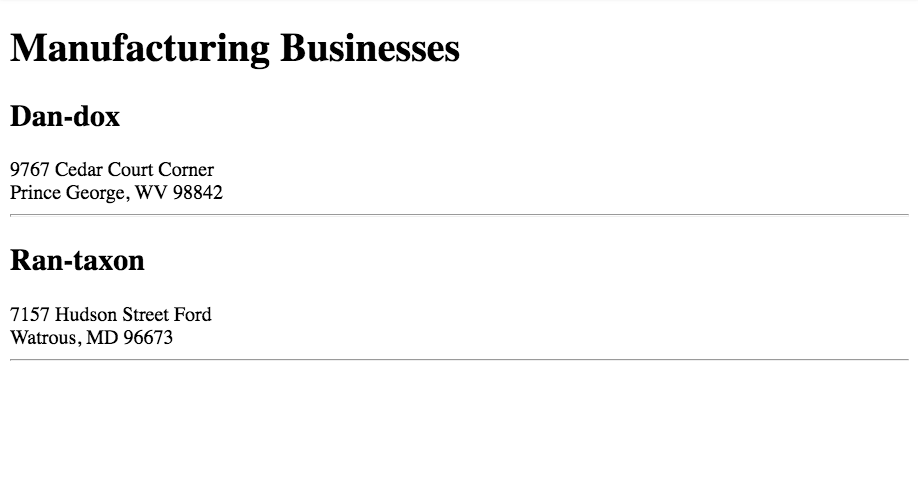 Manufacturing Businesses
Dan-dox
9767 Cedar Court Corner
Prince George, WV 98842
Ran-taxon
7157 Hudson Street Ford
Watrous, MD 96673